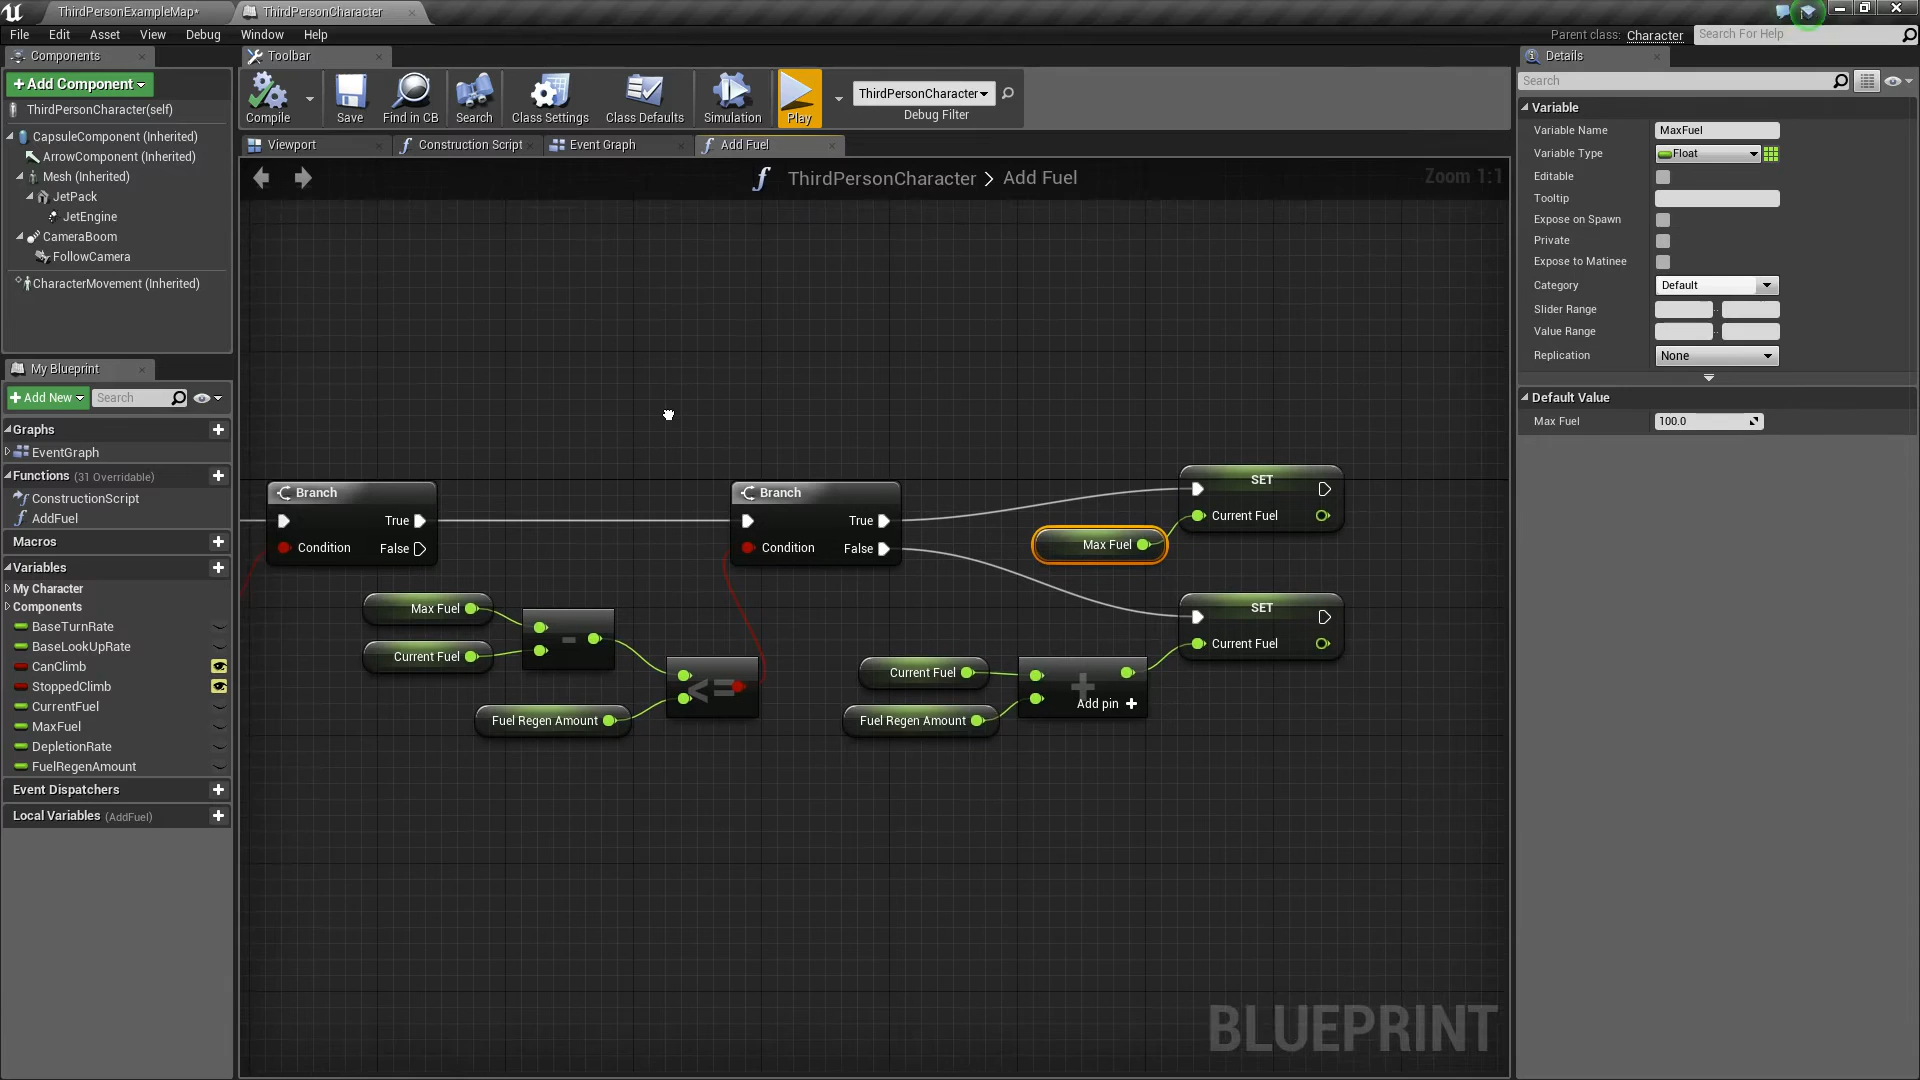 ThirdPersonExampleMap*
ThirdPersonCharacter
File Edit Asset View Debug Window Help
Parent class: Character
Search For Help
Components
Add Component
ThirdPersonCharacter(self)
CapsuleComponent (Inherited)
ArrowComponent (Inherited)
Mesh (Inherited)
JetPack
JetEngine
CameraBoom
FollowCamera
CharacterMovement (Inherited)
My Blueprint
Add New
Search
Graphs
EventGraph
Functions (31 Overridable)
ConstructionScript
AddFuel
Macros
Variables
My Character
Components
BaseTurnRate
BaseLookUpRate
CanClimb
StoppedClimb
CurrentFuel
MaxFuel
DepletionRate
FuelRegenAmount
Event Dispatchers
Local Variables (AddFuel)
Toolbar
Compile
Save
Find in CB
Search
Class Settings
Class Defaults
Simulation
Play
ThirdPersonCharacter
Debug Filter
Viewport
Construction Script
Event Graph
Add Fuel
ThirdPersonCharacter > Add Fuel
Zoom 1:1
Branch
True
Condition
False
Branch
True
Condition
False
Max Fuel
SET
Current Fuel
SET
Current Fuel
Max Fuel
Current Fuel
-
<=
Fuel Regen Amount
Current Fuel
Fuel Regen Amount
+
Add pin +
BLUEPRINT
Details
Search
Variable
Variable Name MaxFuel
Variable Type Float
Editable
Tooltip
Expose on Spawn
Private
Expose to Matinee
Category Default
Slider Range
Value Range
Replication None
Default Value
Max Fuel 100.0